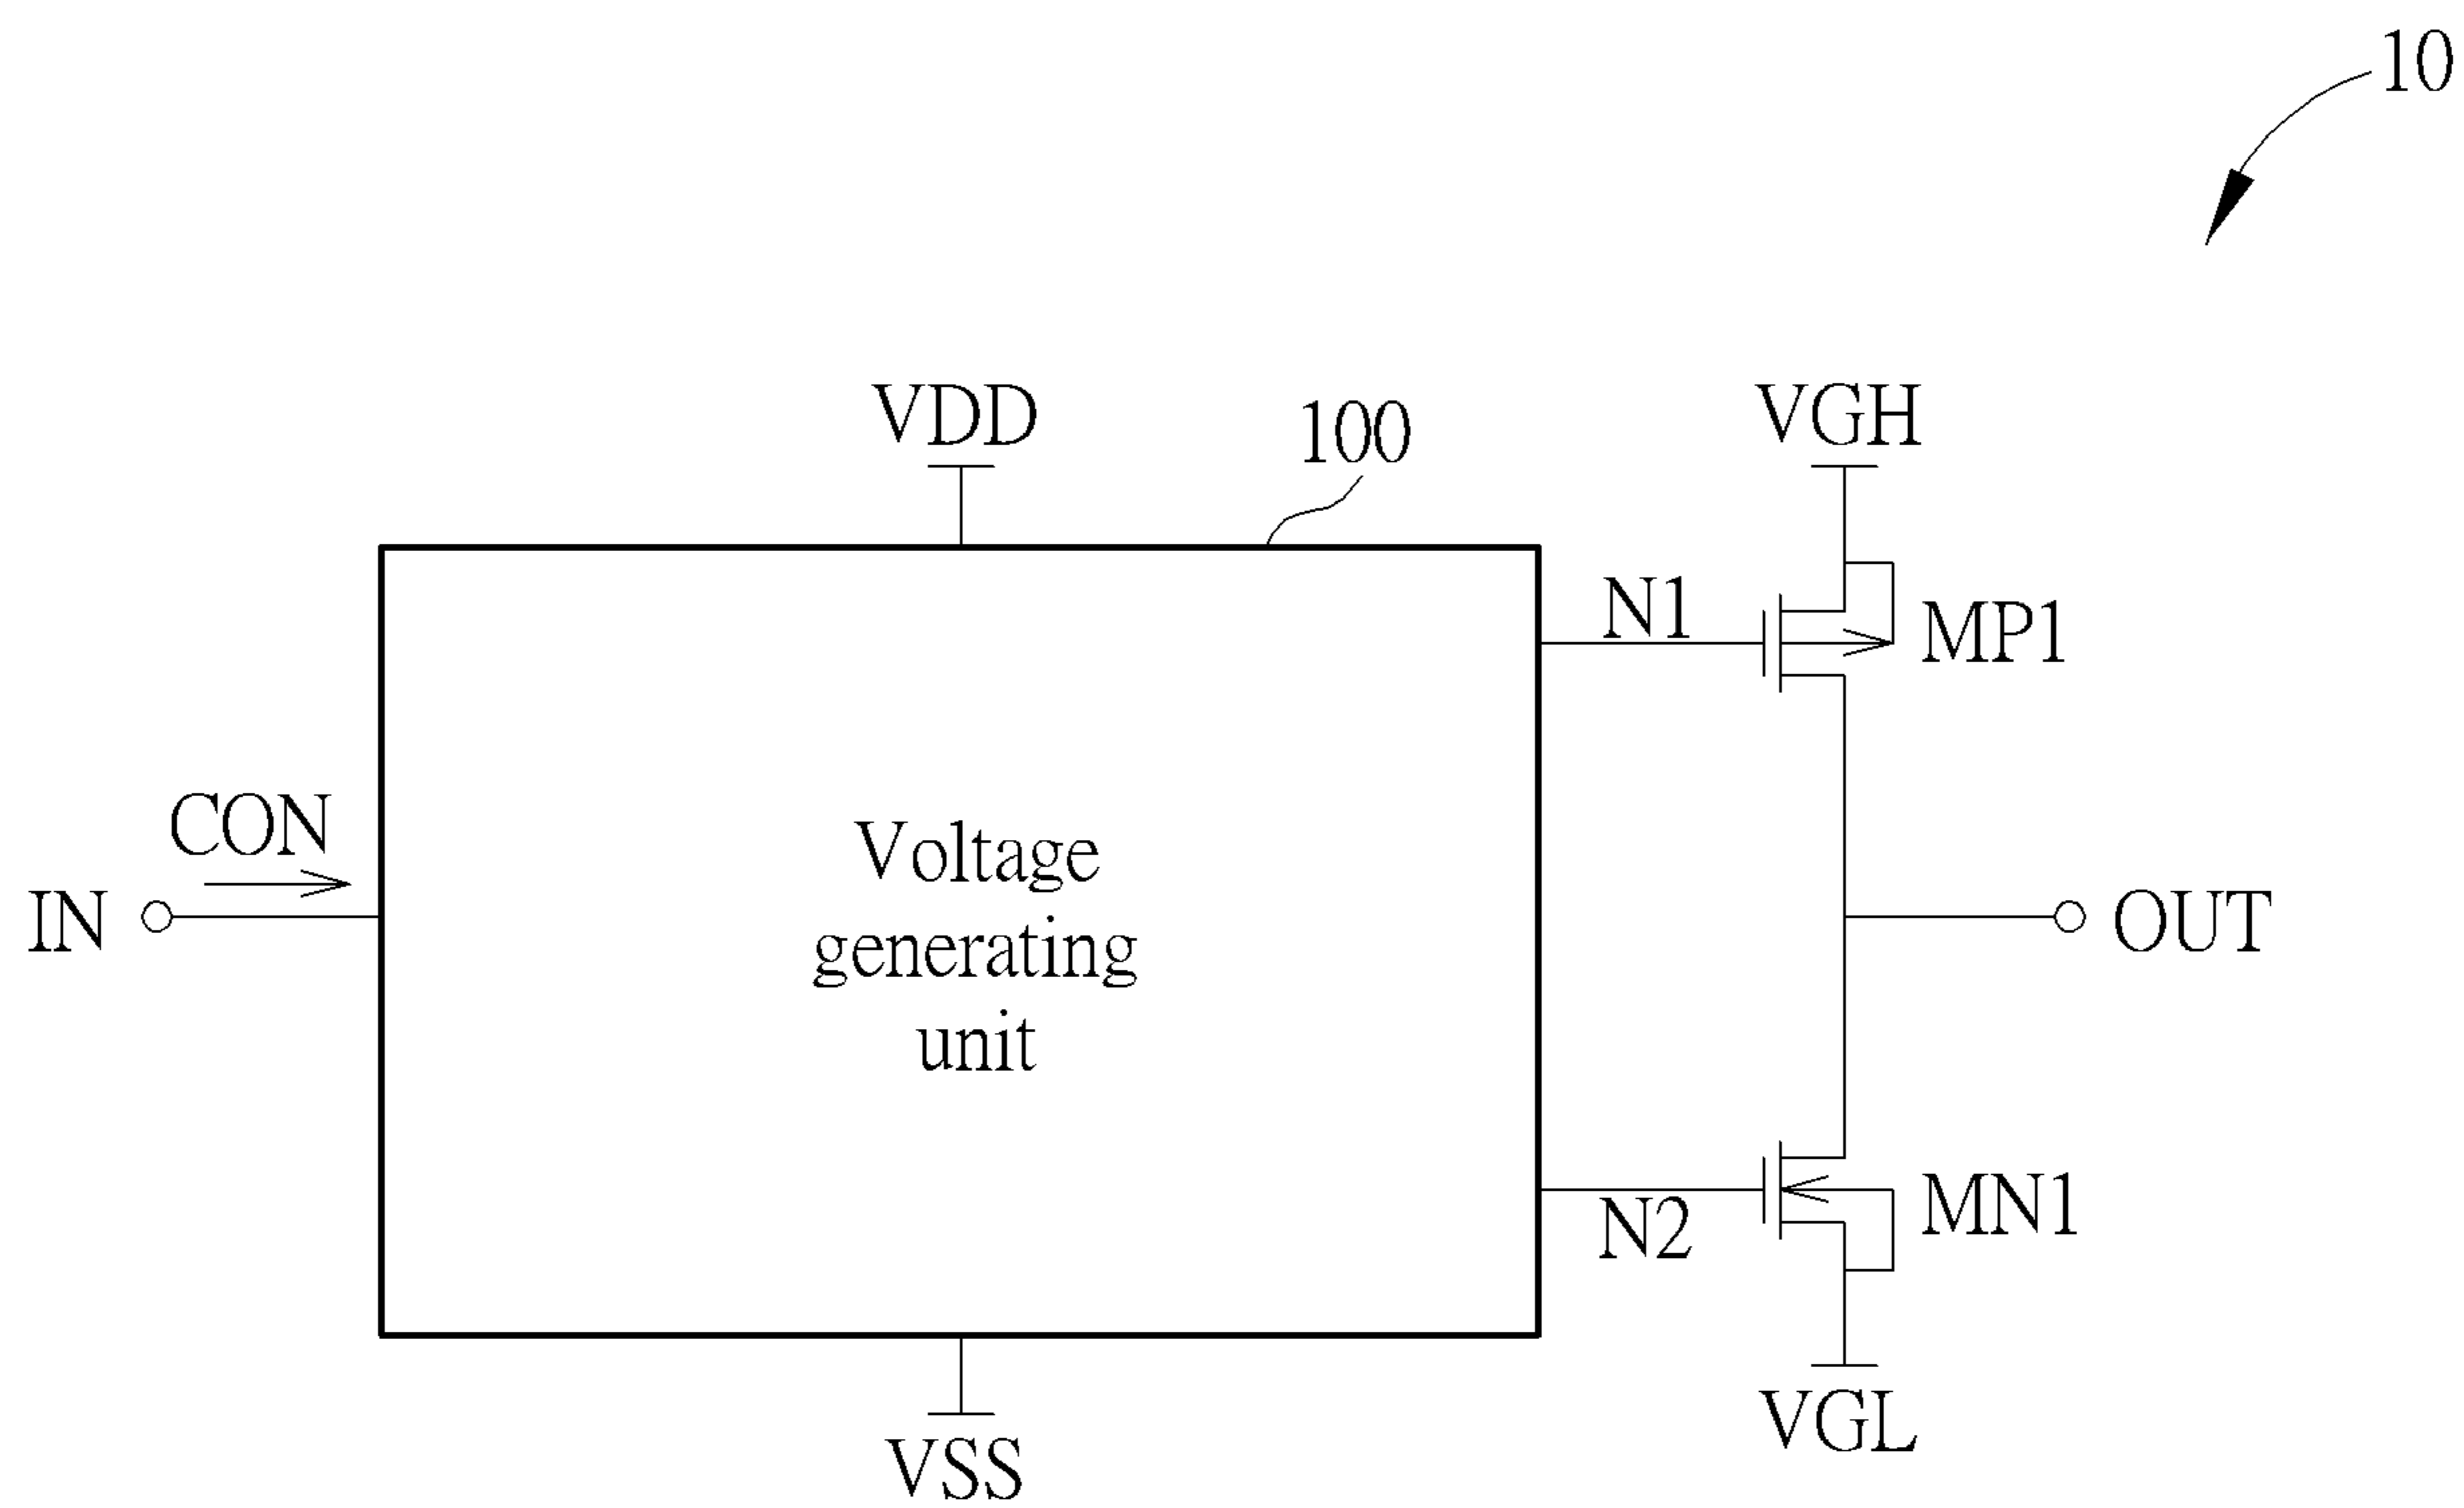 10
VDD
100
VGH
N1
MP1
CON
IN
Voltage
generating
unit
OUT
N2
MN1
VGL
VSS